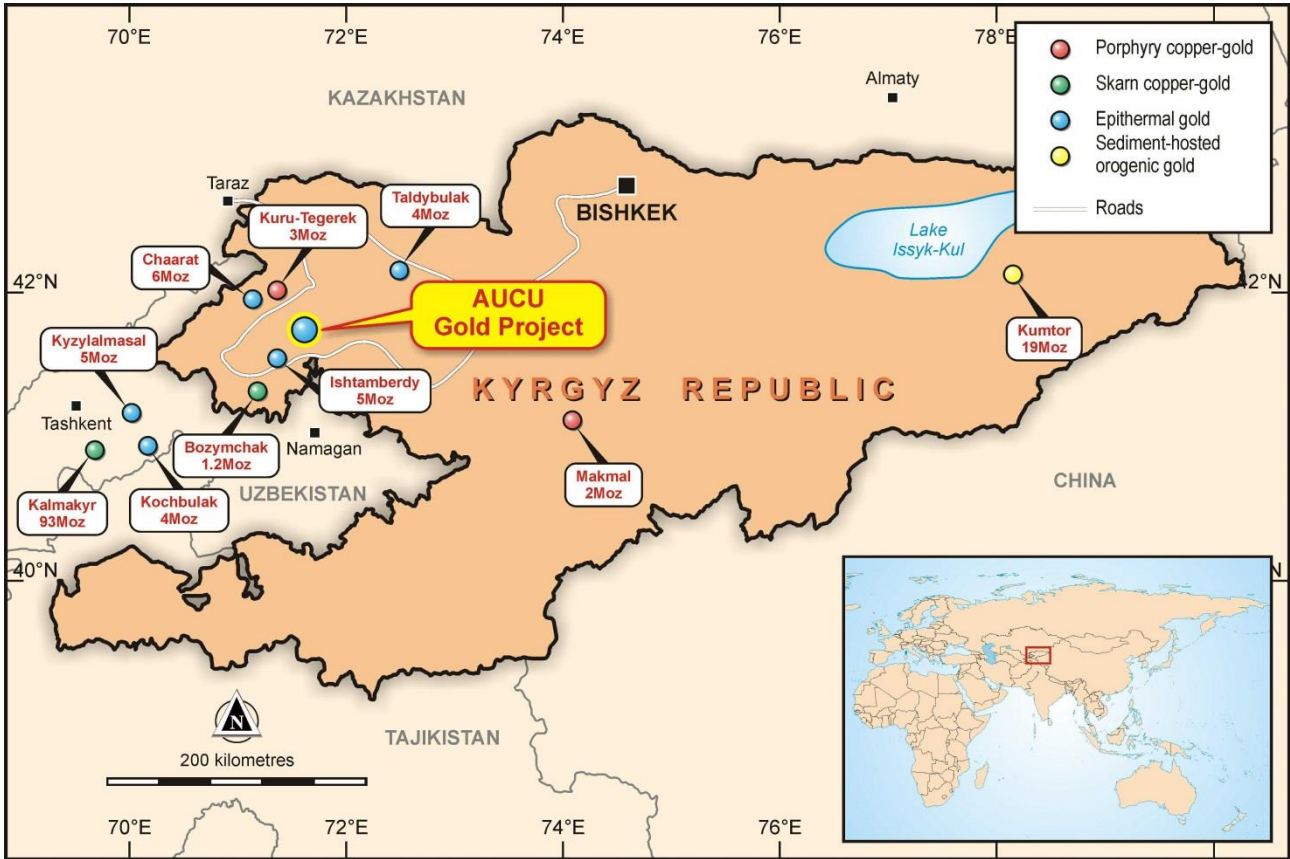 70°E
72°E
74°E
76°E
78°
Porphyry copper-gold
Skarn copper-gold
Epithermal gold
Sediment-hosted
orogenic gold
Roads
KAZAKHSTAN
Almaty
Taraz
BISHKEK
Kuru-Tegerek
3Moz
Taldybulak
4Moz
Lake
Issyk-Kul
Chaarat
6Moz
42°N
42°N
AUCU
Gold Project
Kumtor
19Moz
Kyzylalmasal
5Moz
Ishtamberdy
5Moz
KYRGYZ REPUBLIC
Tashkent
Namagan
Bozymchak
1.2Moz
Makmal
2Moz
CHINA
Kalmakyr
93Moz
Kochbulak
4Moz
UZBEKISTAN
40°N
N
N
TAJIKISTAN
200 kilometres
70°E
72°E
74°E
76°E